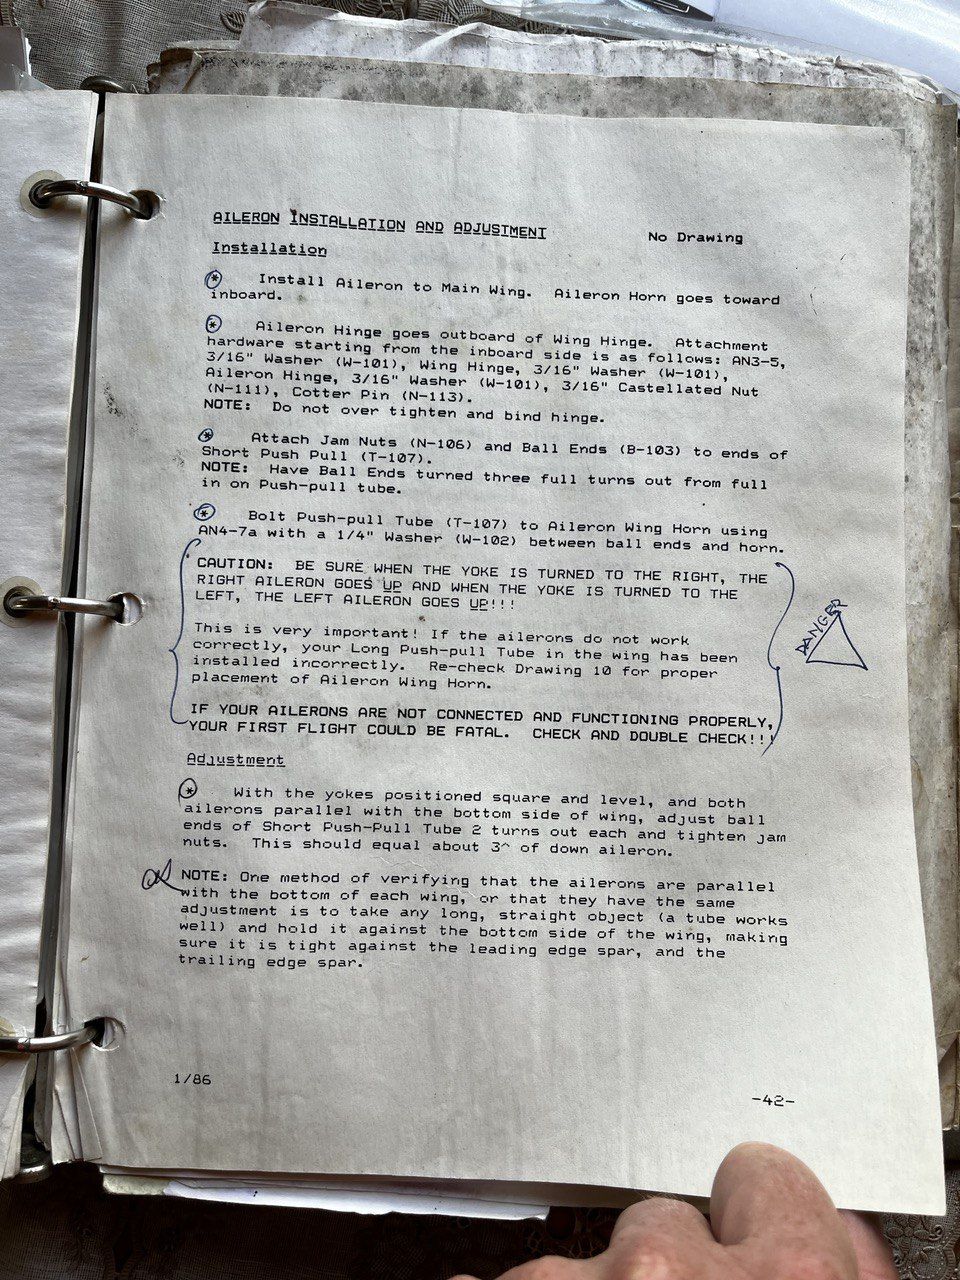 AILERON INSTALLATION AND ADJUSTMENT No Drawing
Installation
* Install Aileron to Main Wing. Aileron Horn goes toward
inboard.
* Aileron Hinge goes outboard of Wing Hinge. Attachment
hardware starting from the inboard side is as follows: AN3-5,
3/16" Washer (W-101), Wing Hinge, 3/16" Washer (W-101),
Aileron Hinge, 3/16" Washer (W-101), 3/16" Castellated Nut
(N-111), Cotter Pin (N-113).
NOTE: Do not over tighten and bind hinge.
* Attach Jam Nuts (N-106) and Ball Ends (B-103) to ends of
Short Push Pull (T-107).
NOTE: Have Ball Ends turned three full turns out from full
in on Push-pull tube.
* Bolt Push-pull Tube (T-107) to Aileron Wing Horn using
AN4-7a with a 1/4" Washer (W-102) between ball ends and horn.
CAUTION: BE SURE WHEN THE YOKE IS TURNED TO THE RIGHT, THE
RIGHT AILERON GOES UP AND WHEN THE YOKE IS TURNED TO THE
LEFT, THE LEFT AILERON GOES UP!!!
DANGER
This is very important! If the ailerons do not work
correctly, your Long Push-pull Tube in the wing has been
installed incorrectly. Re-check Drawing 10 for proper
placement of Aileron Wing Horn.
IF YOUR AILERONS ARE NOT CONNECTED AND FUNCTIONING PROPERLY,
YOUR FIRST FLIGHT COULD BE FATAL. CHECK AND DOUBLE CHECK!!!
Adjustment
* With the yokes positioned square and level, and both
ailerons parallel with the bottom side of wing, adjust ball
ends of Short Push-Pull Tube 2 turns out each and tighten jam
nuts. This should equal about 3^ of down aileron.
NOTE: One method of verifying that the ailerons are parallel
with the bottom of each wing, or that they have the same
adjustment is to take any long, straight object (a tube works
well) and hold it against the bottom side of the wing, making
sure it is tight against the leading edge spar, and the
trailing edge spar.
1/86
-42-